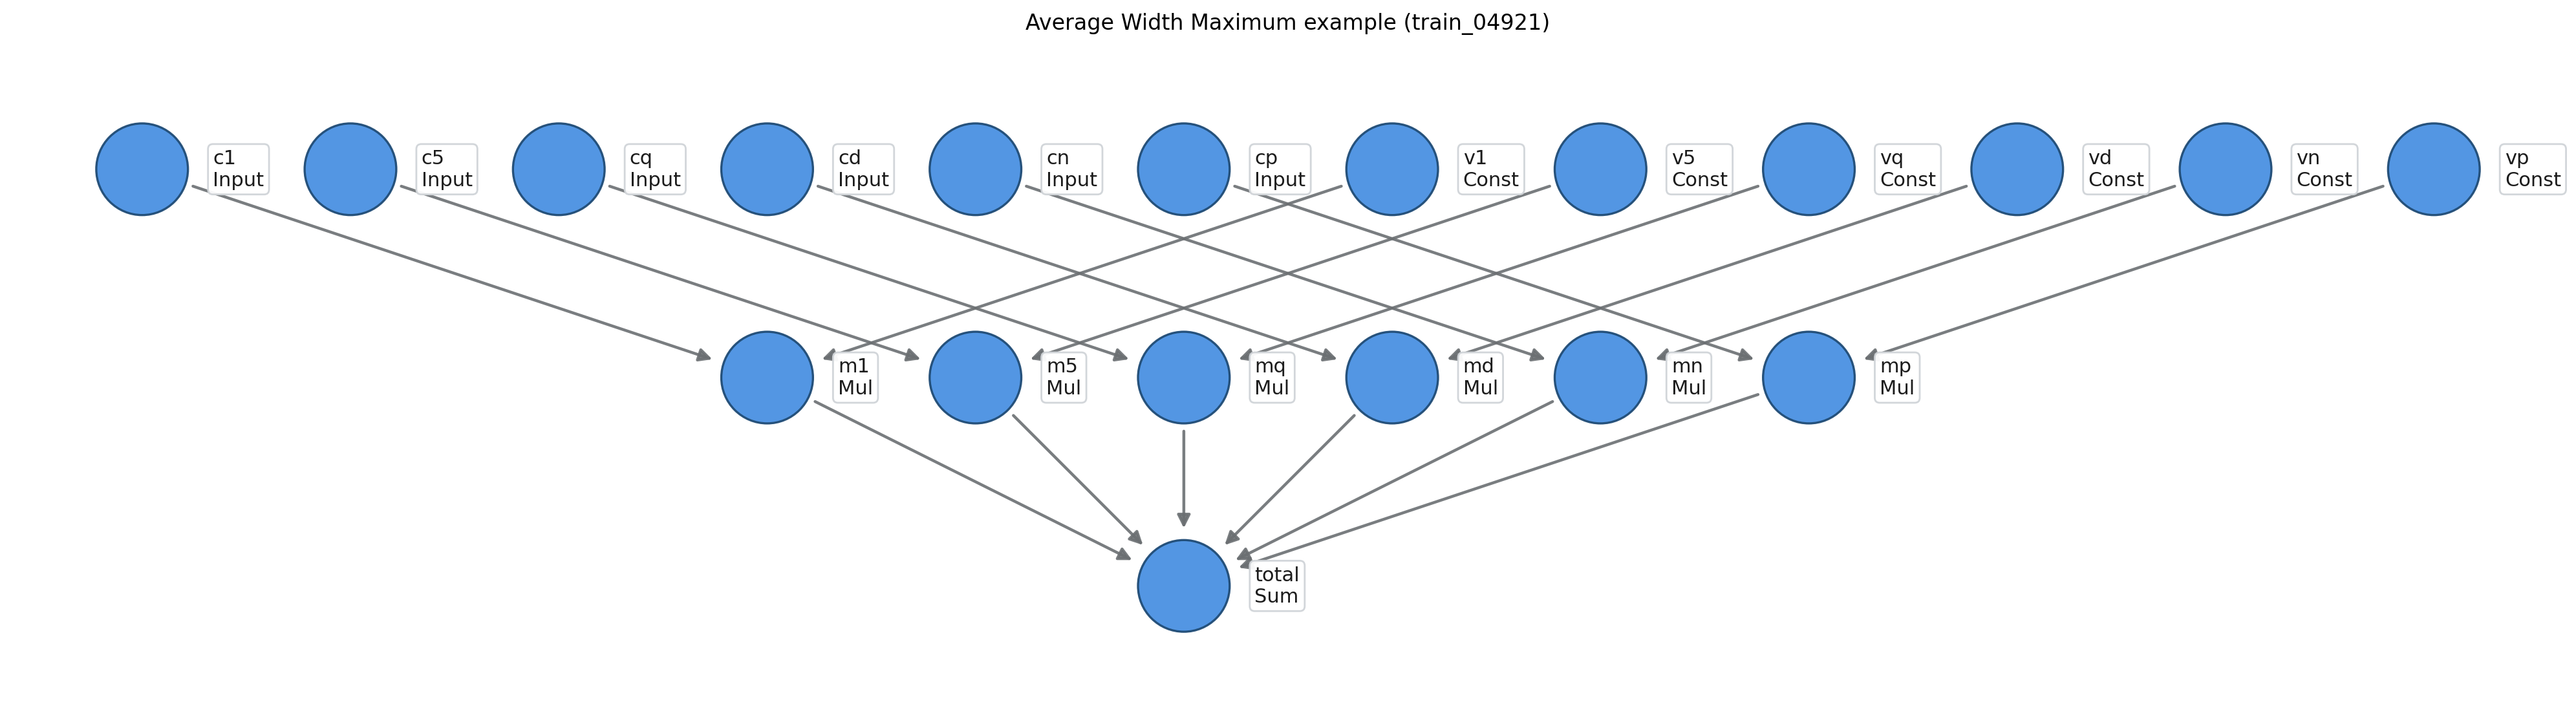 Average Width Maximum example (train_04921)
c1
Input
c5
Input
cq
Input
cd
Input
cn
Input
cp
Input
v1
Const
v5
Const
vq
Const
vd
Const
vn
Const
vp
Const
m1
Mul
m5
Mul
mq
Mul
md
Mul
mn
Mul
mp
Mul
total
Sum